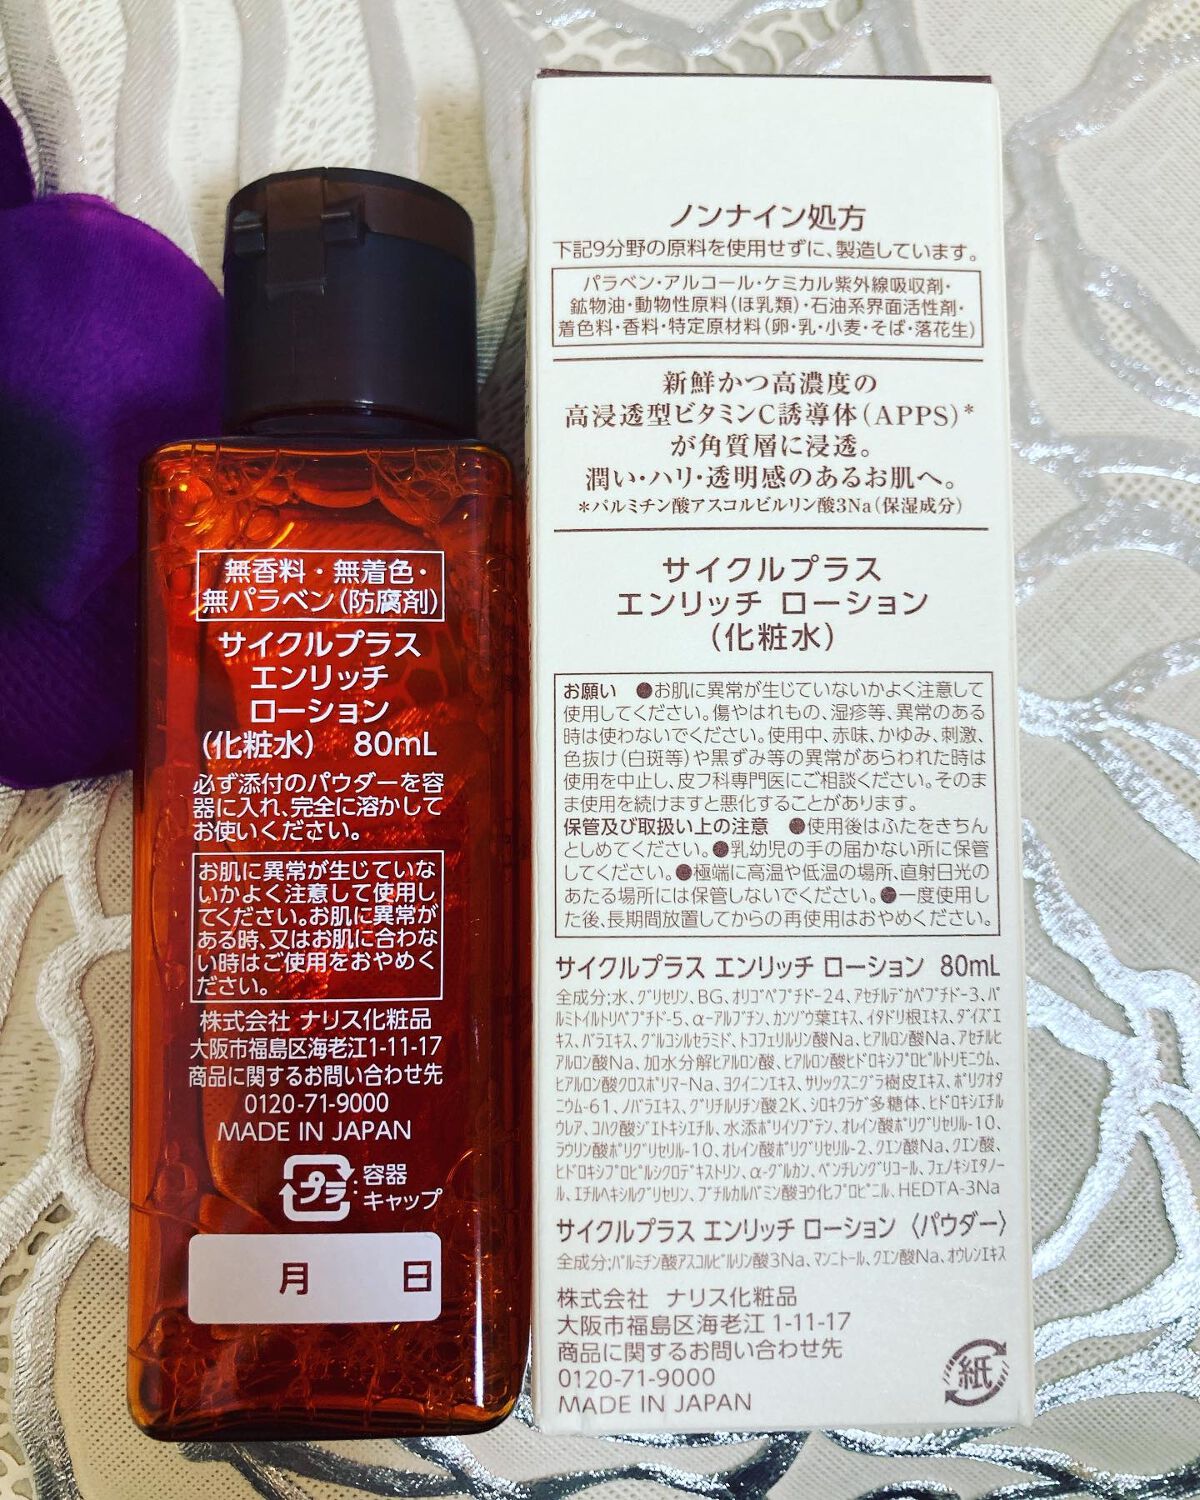 無香料・無着色・
無パラベン(防腐剤)
サイクルプラス
エンリッチ
ローション
(化粧水) 80mL
必ず添付のパウダーを容
器に入れ、完全に溶かして
お使いください。
お肌に異常が生じていな
いかよく注意して使用し
てください。お肌に異常が
ある時、又はお肌に合わな
い時はご使用をおやめく
ださい。
株式会社 ナリス化粧品
大阪市福島区海老江1-11-17
商品に関するお問い合わせ先
0120-71-9000
MADE IN JAPAN
プラ:容器
キャップ
月 日
ノンナイン処方
下記9分野の原料を使用せずに、製造しています。
パラベン・アルコール・ケミカル紫外線吸収剤・
鉱物油・動物性原料(ほ乳類)・石油系界面活性剤・
着色料・香料・特定原材料(卵・乳・小麦・そば・落花生)
新鮮かつ高濃度の
高浸透型ビタミンC誘導体(APPS)*
が角質層に浸透。
潤い・ハリ・透明感のあるお肌へ。
*パルミチン酸アスコルビルリン酸3Na(保湿成分)
サイクルプラス
エンリッチ ローション
(化粧水)
お願い ●お肌に異常が生じていないかよく注意して
使用してください。傷やはれもの、湿疹等、異常のある
時は使わないでください。使用中、赤味、かゆみ、刺激、
色抜け(白斑等)や黒ずみ等の異常があらわれた時は
使用を中止し、皮フ科専門医にご相談ください。そのま
ま使用を続けますと悪化することがあります。
保管及び取扱い上の注意 ●使用後はふたをきちん
としめてください。●乳幼児の手の届かない所に保管
してください。●極端に高温や低温の場所、直射日光の
あたる場所には保管しないでください。●一度使用し
た後、長期間放置してからの再使用はおやめください。
サイクルプラス エンリッチ ローション 80mL
全成分;水、グリセリン、BG、オリゴペプチド-24、アセチルデカペプチド-3、パ
ルミトイルトリペプチド-5、α-アルブチン、カンゾウ葉エキス、イタドリ根エキス、ダイズエ
キス、バラエキス、グルコシルセラミド、トコフェリルリン酸Na、ヒアルロン酸Na、アセチルヒ
アルロン酸Na、加水分解ヒアルロン酸、ヒアルロン酸ヒドロキシプロピルトリモニウム、
ヒアルロン酸クロスポリマーNa、ヨクイニンエキス、サリックスニグラ樹皮エキス、ポリクオタ
ニウム-61、ノバラエキス、グリチルリチン酸2K、シロキクラゲ多糖体、ヒドロキシエチル
ウレア、コハク酸ジエトキシエチル、水添ポリイソブテン、オレイン酸ポリグリセリル-10、
ラウリン酸ポリグリセリル-10、オレイン酸ポリグリセリル-2、クエン酸Na、クエン酸、
ヒドロキシプロピルシクロデキストリン、α-グルカン、ペンチレングリコール、フェノキシエタノー
ル、エチルヘキシルグリセリン、ブチルカルバミン酸ヨウ化プロピニル、HEDTA-3Na
サイクルプラス エンリッチ ローション 〈パウダー〉
全成分;パルミチン酸アスコルビルリン酸3Na、マンニトール、クエン酸Na、オウレンエキス
株式会社 ナリス化粧品
大阪市福島区海老江 1-11-17
商品に関するお問い合わせ先
0120-71-9000
MADE IN JAPAN
紙